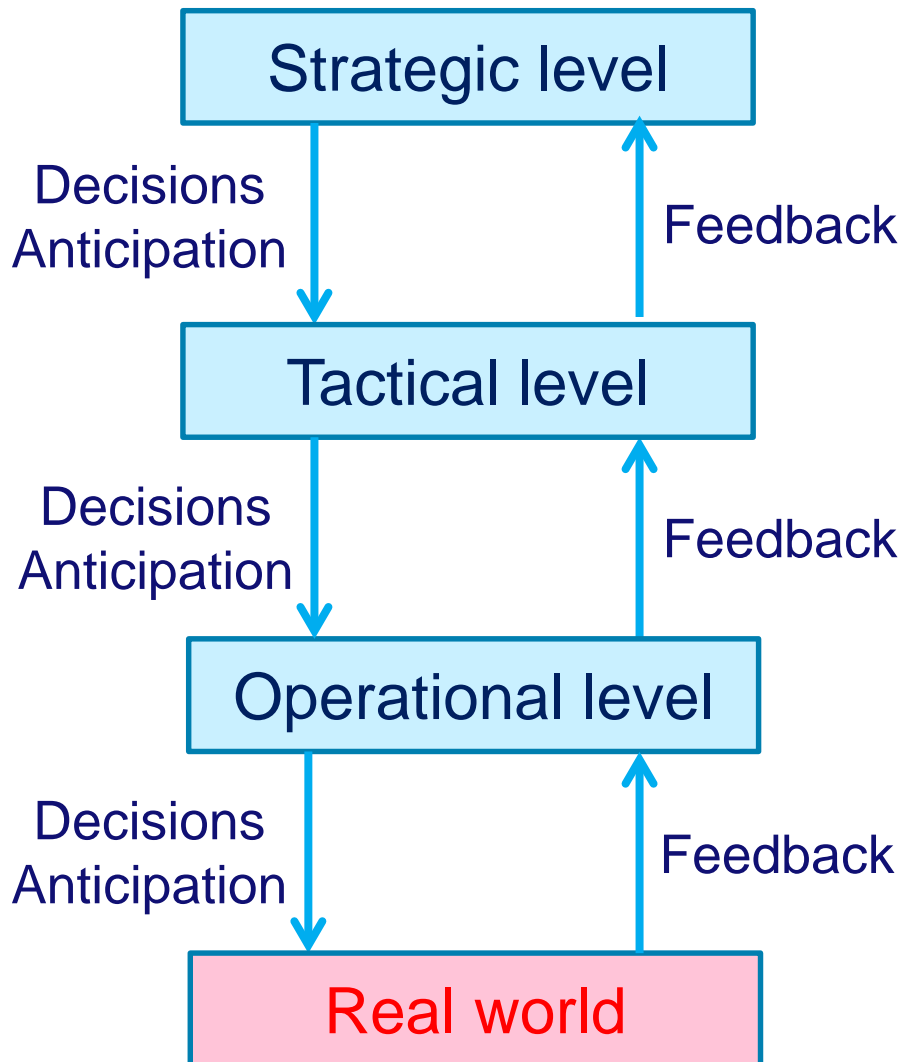 Strategic level
Decisions
Anticipation
Feedback
Tactical level
Decisions
Anticipation
Feedback
Operational level
Decisions
Anticipation
Feedback
Real world